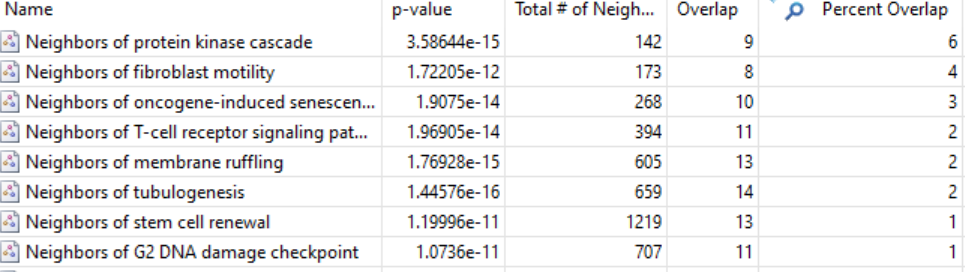 Name p-value Total # of Neigh... Overlap Percent Overlap
Neighbors of protein kinase cascade 3.58644e-15 142 9 6
Neighbors of fibroblast motility 1.72205e-12 173 8 4
Neighbors of oncogene-induced senescen... 1.9075e-14 268 10 3
Neighbors of T-cell receptor signaling pat... 1.96905e-14 394 11 2
Neighbors of membrane ruffling 1.76928e-15 605 13 2
Neighbors of tubulogenesis 1.44576e-16 659 14 2
Neighbors of stem cell renewal 1.19996e-11 1219 13 1
Neighbors of G2 DNA damage checkpoint 1.0736e-11 707 11 1